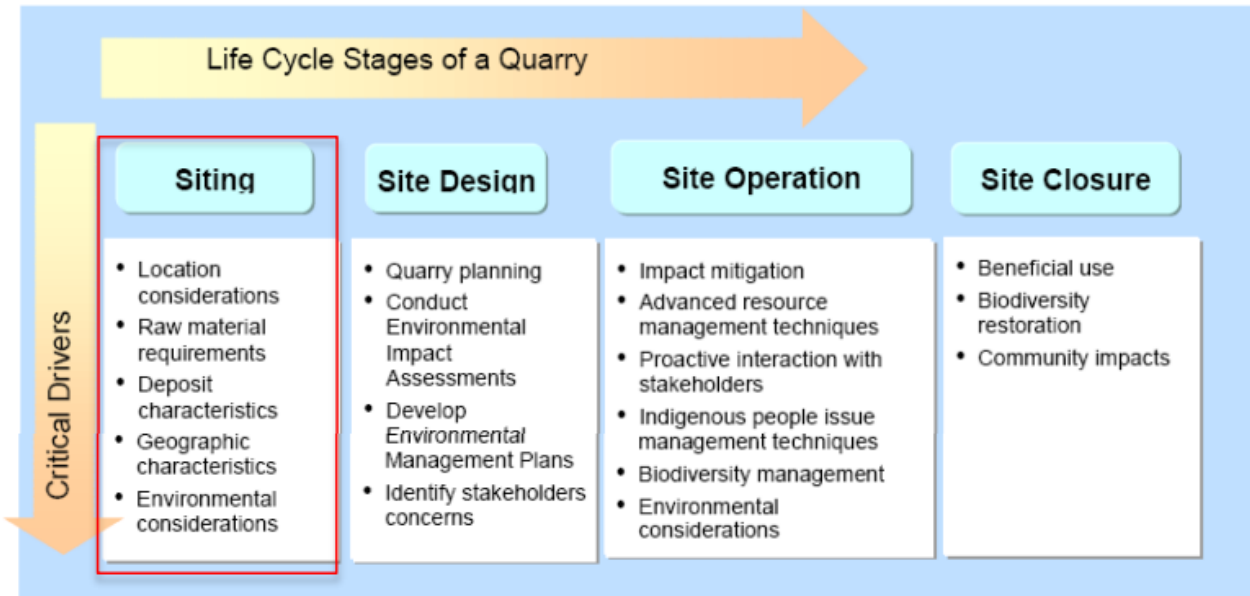 Life Cycle Stages of a Quarry
Critical Drivers
Siting
• Location
considerations
• Raw material
requirements
• Deposit
characteristics
• Geographic
characteristics
• Environmental
considerations
Site Design
• Quarry planning
• Conduct
Environmental
Impact
Assessments
• Develop
Environmental
Management Plans
• Identify stakeholders
concerns
Site Operation
• Impact mitigation
• Advanced resource
management techniques
• Proactive interaction with
stakeholders
• Indigenous people issue
management techniques
• Biodiversity management
• Environmental
considerations
Site Closure
• Beneficial use
• Biodiversity
restoration
• Community impacts